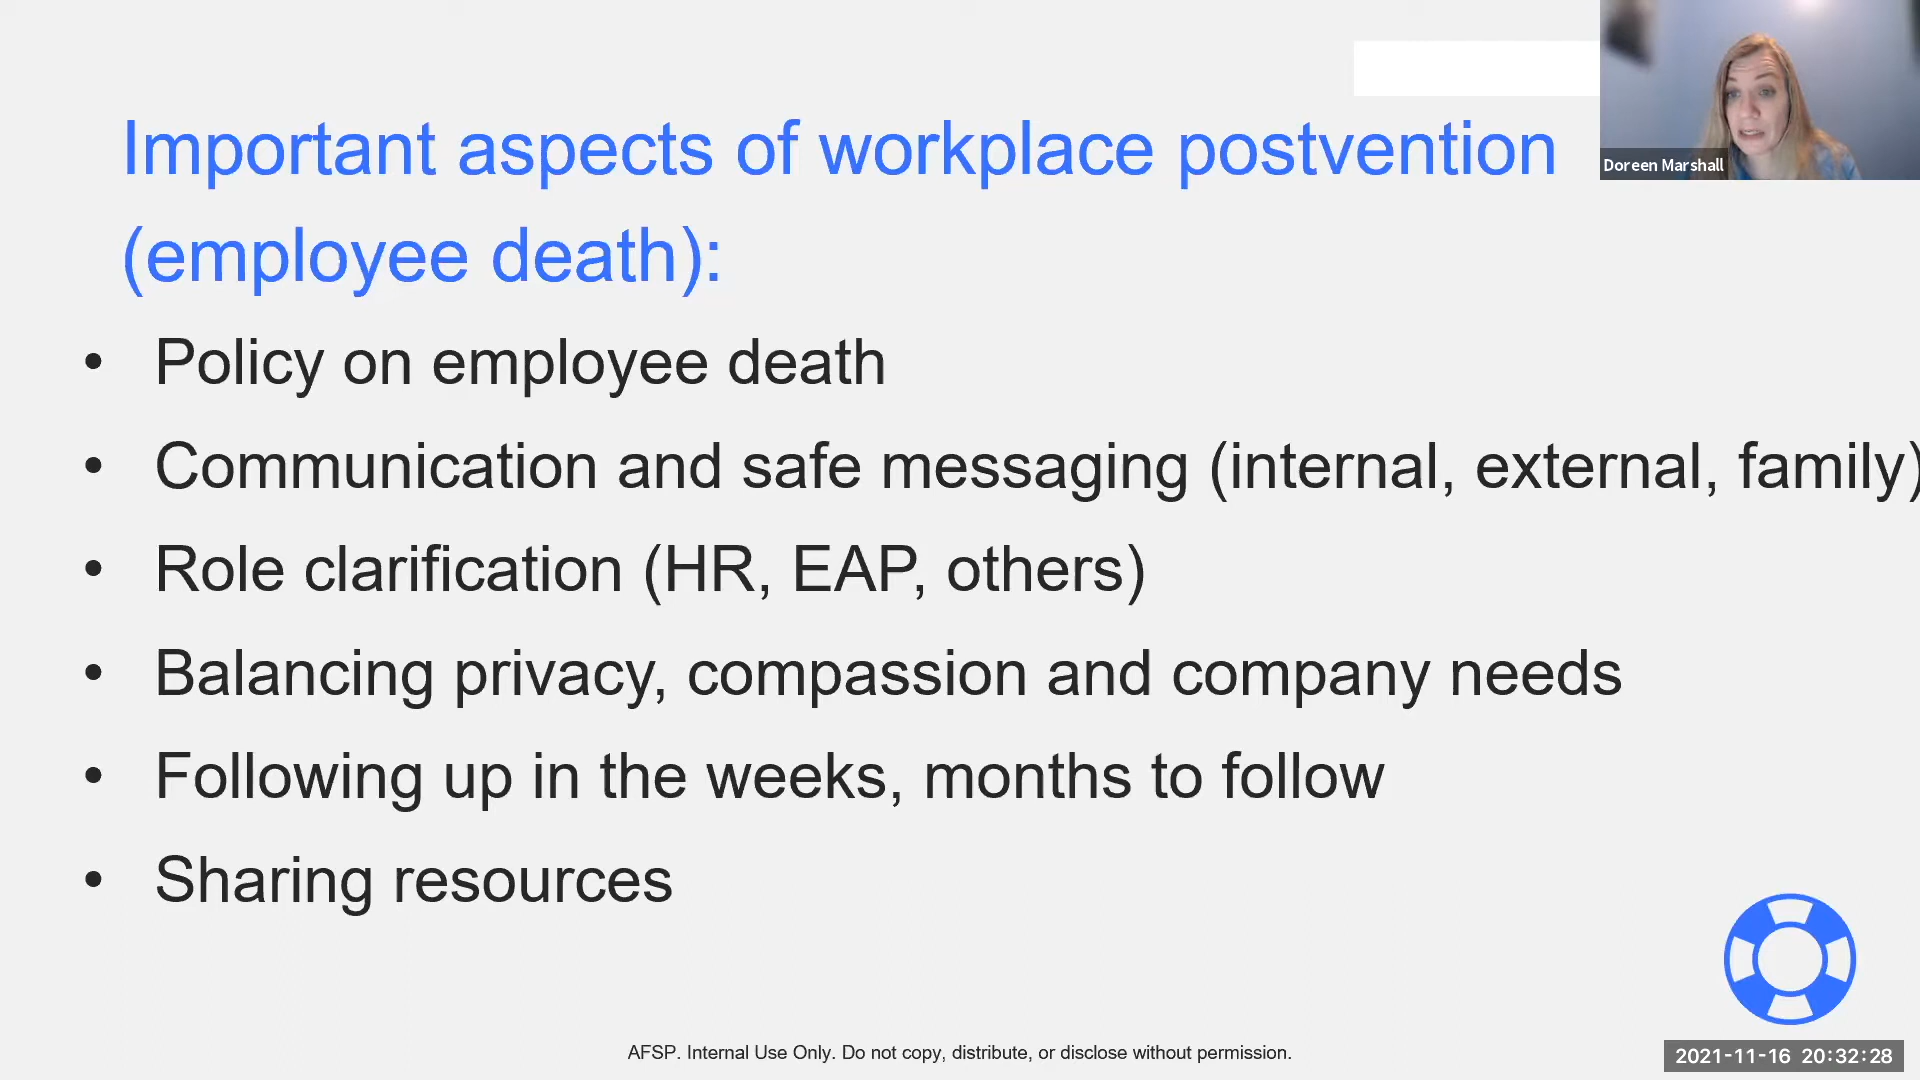 Important aspects of workplace postvention
(employee death):
• Policy on employee death
• Communication and safe messaging (internal, external, family)
• Role clarification (HR, EAP, others)
• Balancing privacy, compassion and company needs
• Following up in the weeks, months to follow
• Sharing resources
Doreen Marshall
AFSP. Internal Use Only. Do not copy, distribute, or disclose without permission.
2021-11-16 20:32:28